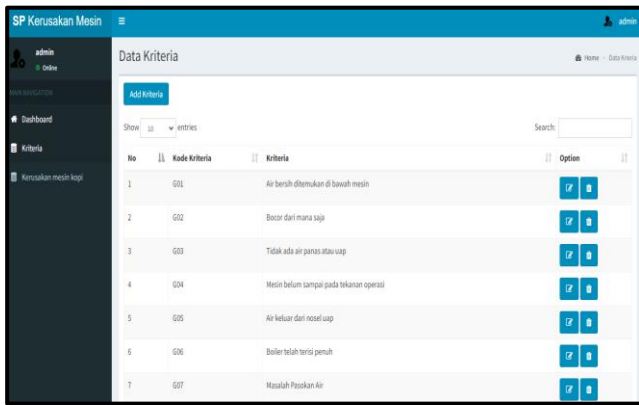 SP Kerusakan Mesin
admin
admin
Online
MAIN NAVIGATION
Dashboard
Kriteria
Kerusakan mesin kopi
Data Kriteria
Home > Data Kriteria
Add Kriteria
Show 10 entries
Search:
No Kode Kriteria Kriteria Option
1 G01 Air bersih ditemukan di bawah mesin
2 G02 Bocor dari mana saja
3 G03 Tidak ada air panas atau uap
4 G04 Mesin belum sampai pada tekanan operasi
5 G05 Air keluar dari nosel uap
6 G06 Boiler telah terisi penuh
7 G07 Masalah Pasokan Air